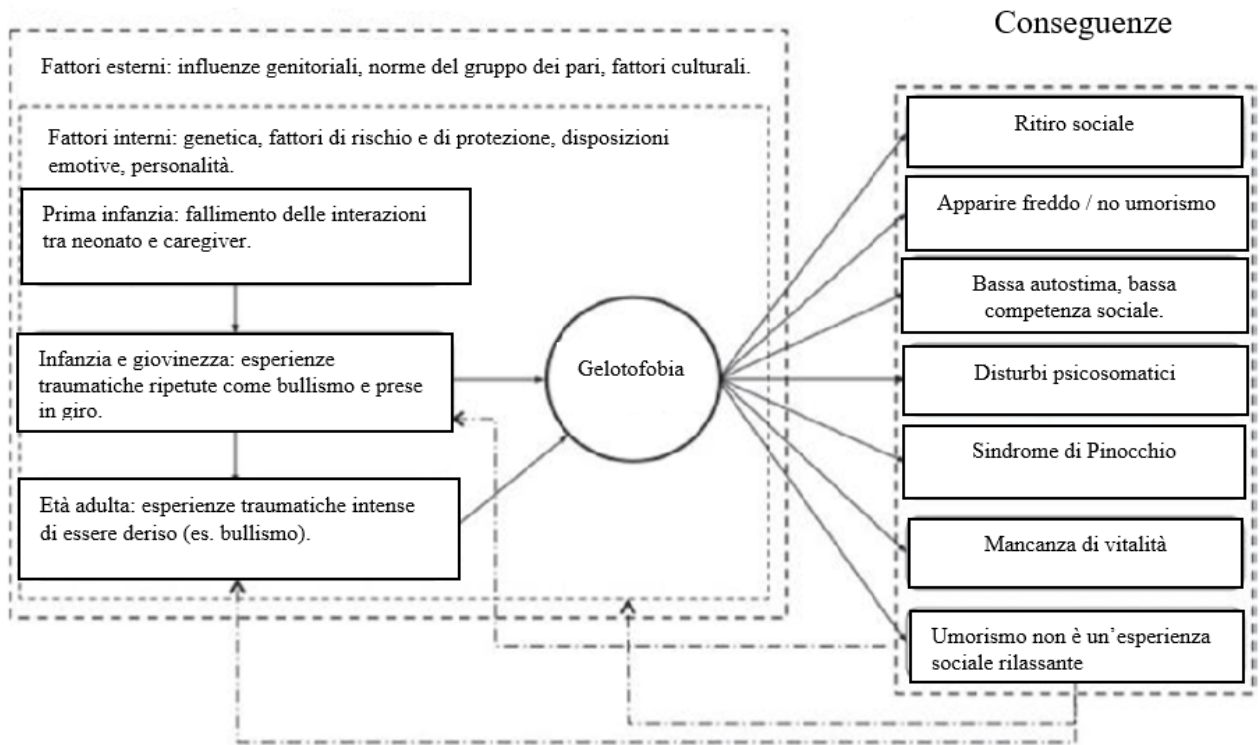 Conseguenze
Fattori esterni: influenze genitoriali, norme del gruppo dei pari, fattori culturali.
Fattori interni: genetica, fattori di rischio e di protezione, disposizioni
emotive, personalità.
Prima infanzia: fallimento delle interazioni
tra neonato e caregiver.
Infanzia e giovinezza: esperienze
traumatiche ripetute come bullismo e prese
in giro.
Età adulta: esperienze traumatiche intense
di essere deriso (es. bullismo).
Gelotofobia
Ritiro sociale
Apparire freddo / no umorismo
Bassa autostima, bassa
competenza sociale.
Disturbi psicosomatici
Sindrome di Pinocchio
Mancanza di vitalità
Umorismo non è un’esperienza
sociale rilassante